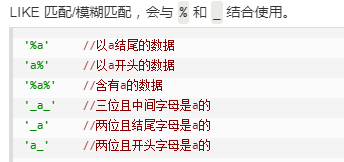 LIKE 匹配/模糊匹配，会与 % 和 _ 结合使用。
'%a'     //以a结尾的数据
'a%'     //以a开头的数据
'%a%'    //含有a的数据
'_a_'    //三位且中间字母是a的
'_a'     //两位且结尾字母是a的
'a_'     //两位且开头字母是a的